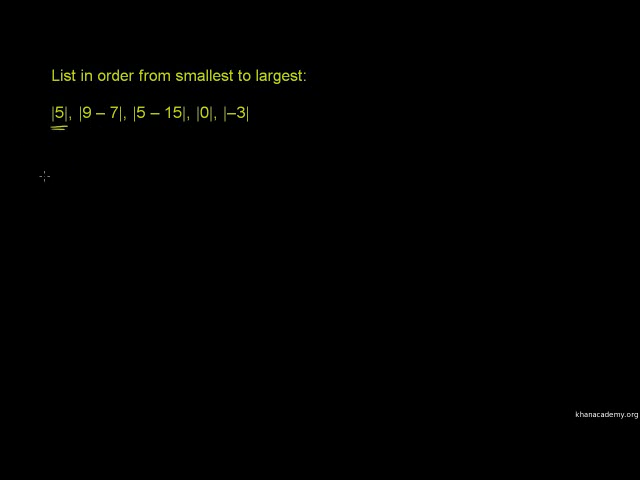 List in order from smallest to largest:
|5|, |9 – 7|, |5 – 15|, |0|, |–3|
khanacademy.org